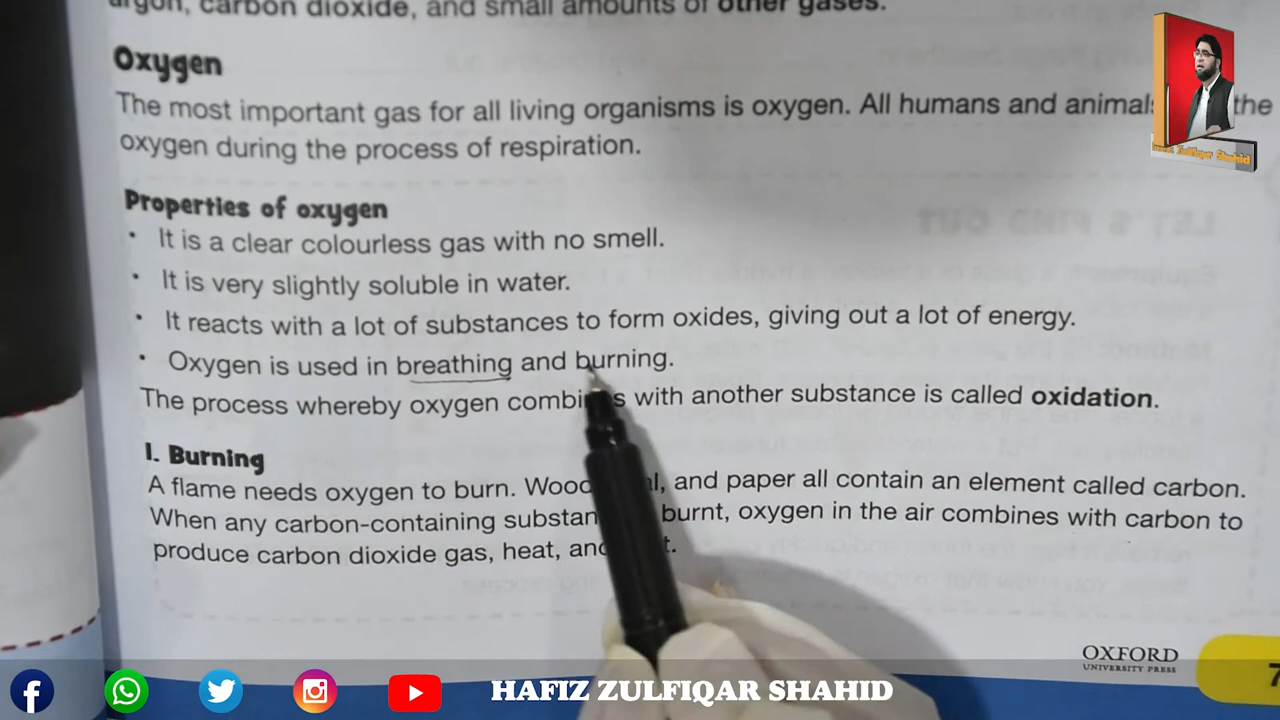 argon, carbon dioxide, and small amounts of other gases.
Oxygen
The most important gas for all living organisms is oxygen. All humans and animals the
oxygen during the process of respiration.
Properties of oxygen
• It is a clear colourless gas with no smell.
• It is very slightly soluble in water.
• It reacts with a lot of substances to form oxides, giving out a lot of energy.
• Oxygen is used in breathing and burning.
The process whereby oxygen combines with another substance is called oxidation.
I. Burning
A flame needs oxygen to burn. Wood, and paper all contain an element called carbon.
When any carbon-containing burnt, oxygen in the air combines with carbon to
produce carbon dioxide gas, heat, and
OXFORD
UNIVERSITY PRESS
7
HAFIZ ZULFIQAR SHAHID
Zulfiqar Shahid